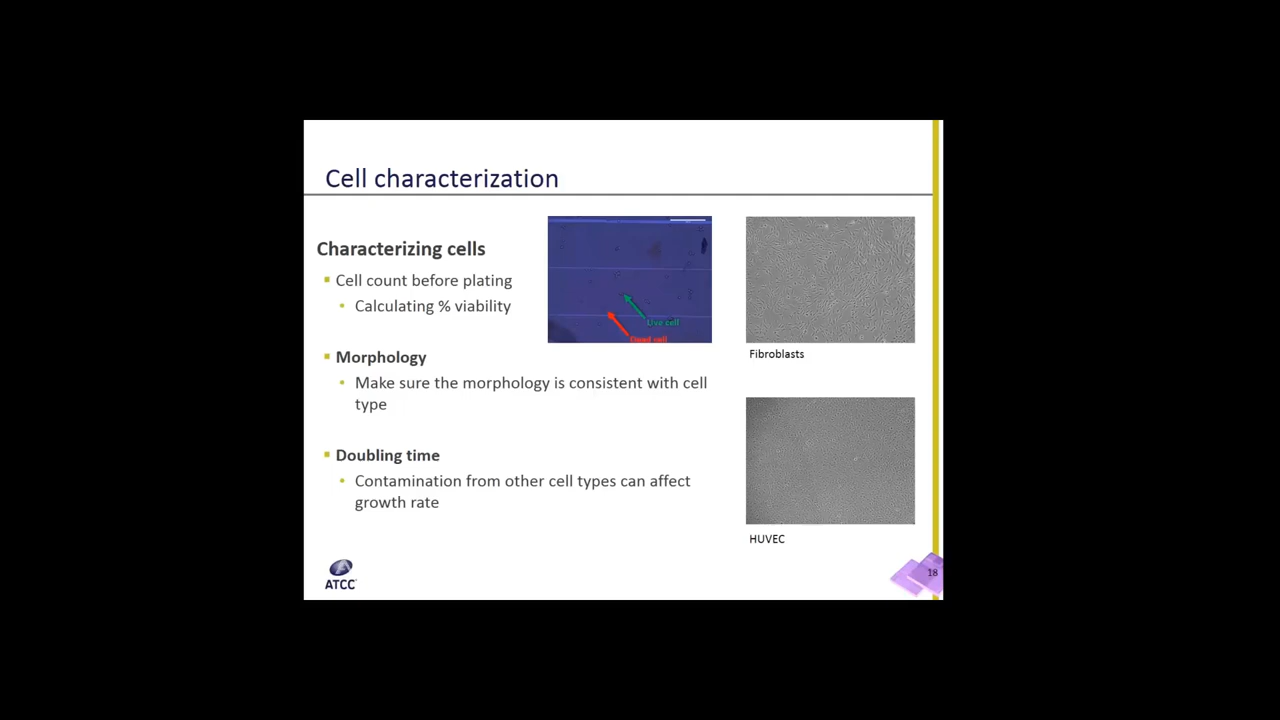 Cell characterization
Characterizing cells
Cell count before plating
Calculating % viability
Live cell
Dead cell
Fibroblasts
Morphology
Make sure the morphology is consistent with cell
type
Doubling time
Contamination from other cell types can affect
growth rate
HUVEC
ATCC
18